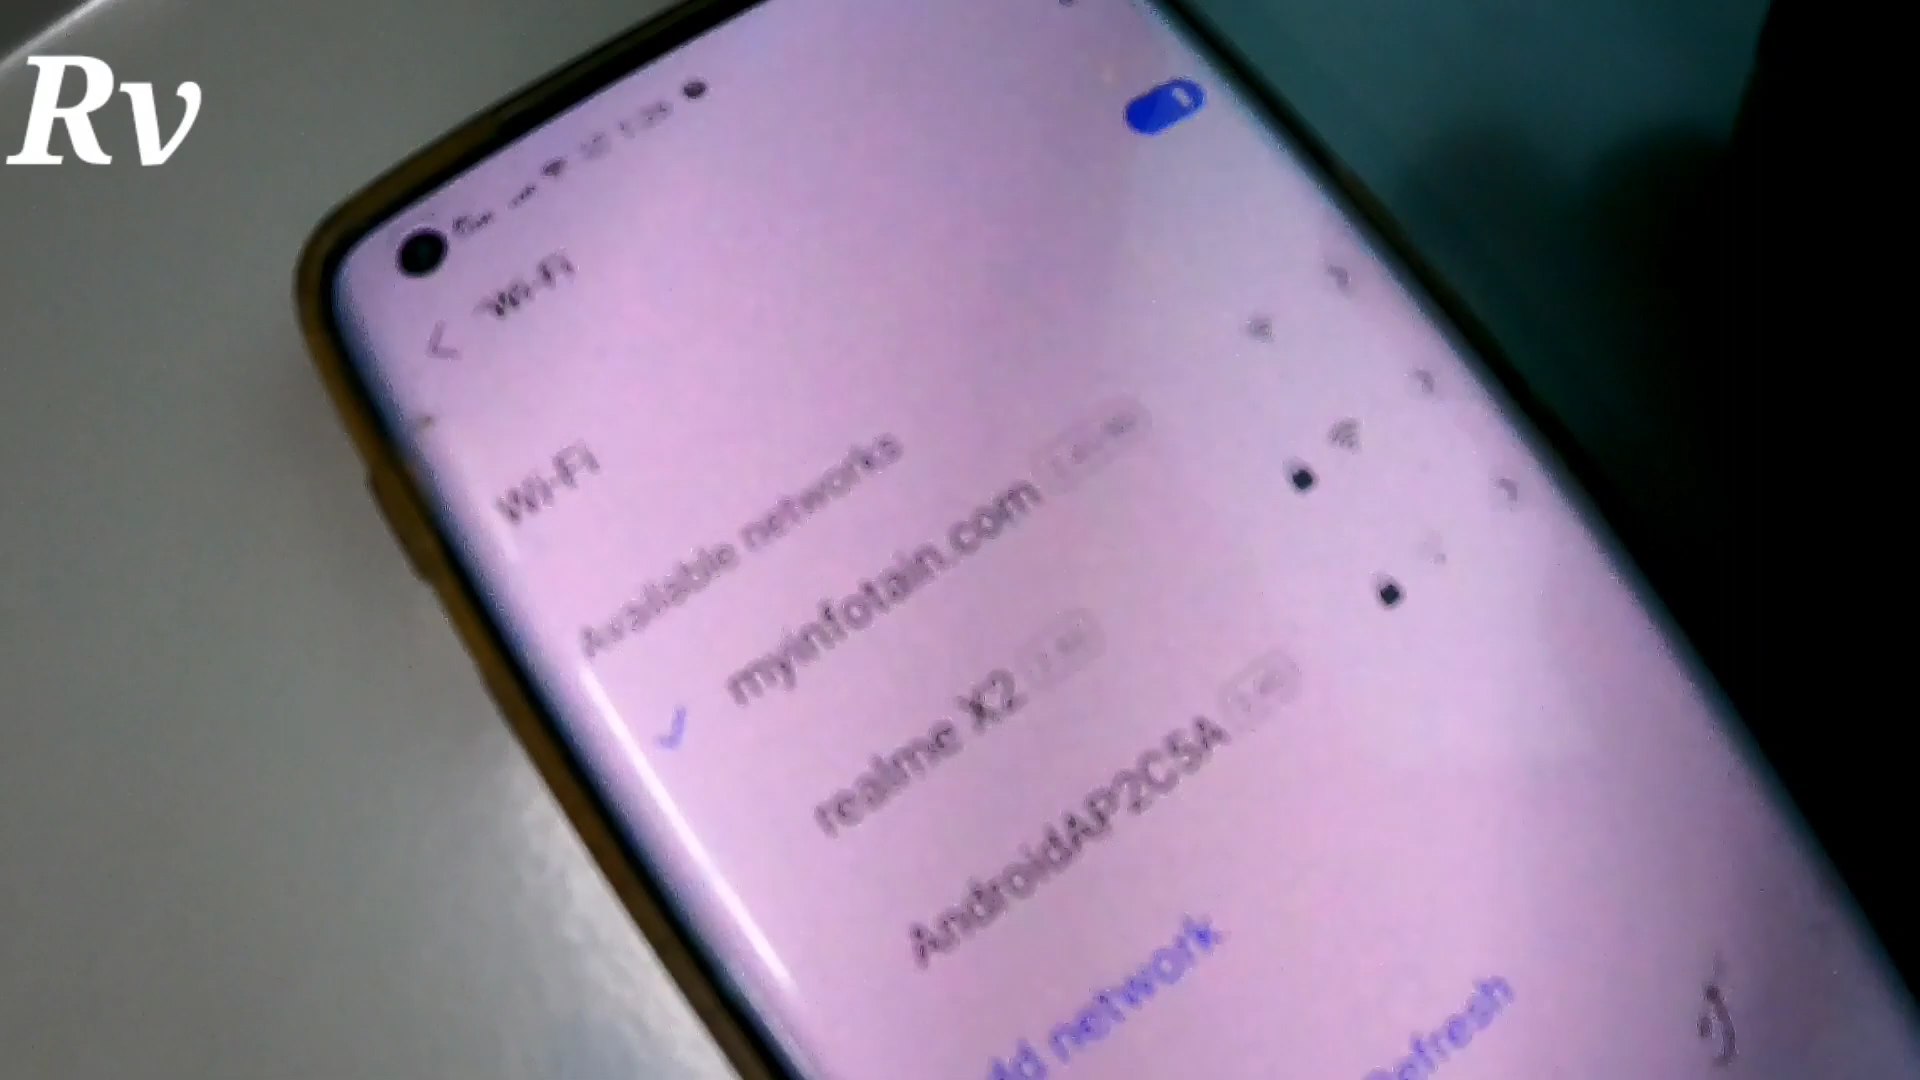 Rv
Wi-Fi
Wi-Fi
Available networks
myinfotain.com
realme X2
AndroidAP2C5A
network
Refresh